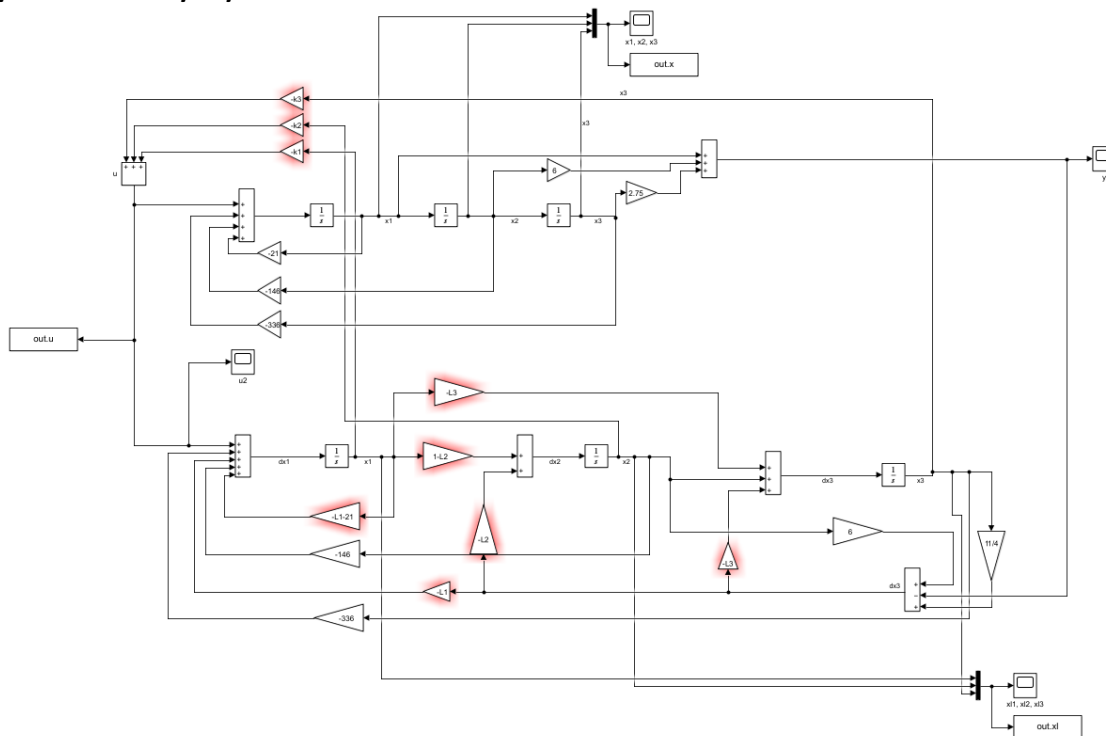 x1, x2, x3
out.x
x3
-k3
-k2
x3
-k1
+
+
+
6
u
+ + +
y
2.75
+
+
+
+
1
s
x1
1
s
x2
1
s
x3
-21
-146
-336
out.u
u2
-L3
+
+
+
+
+
dx1
1
s
x1
1-L2
+
+
dx2
1
s
x2
+
+
+
dx3
1
s
x3
-L1-21
-L2
6
11/4
-146
-L3
-L1
dx3
+
−
+
-336
xl1, xl2, xl3
out.xl